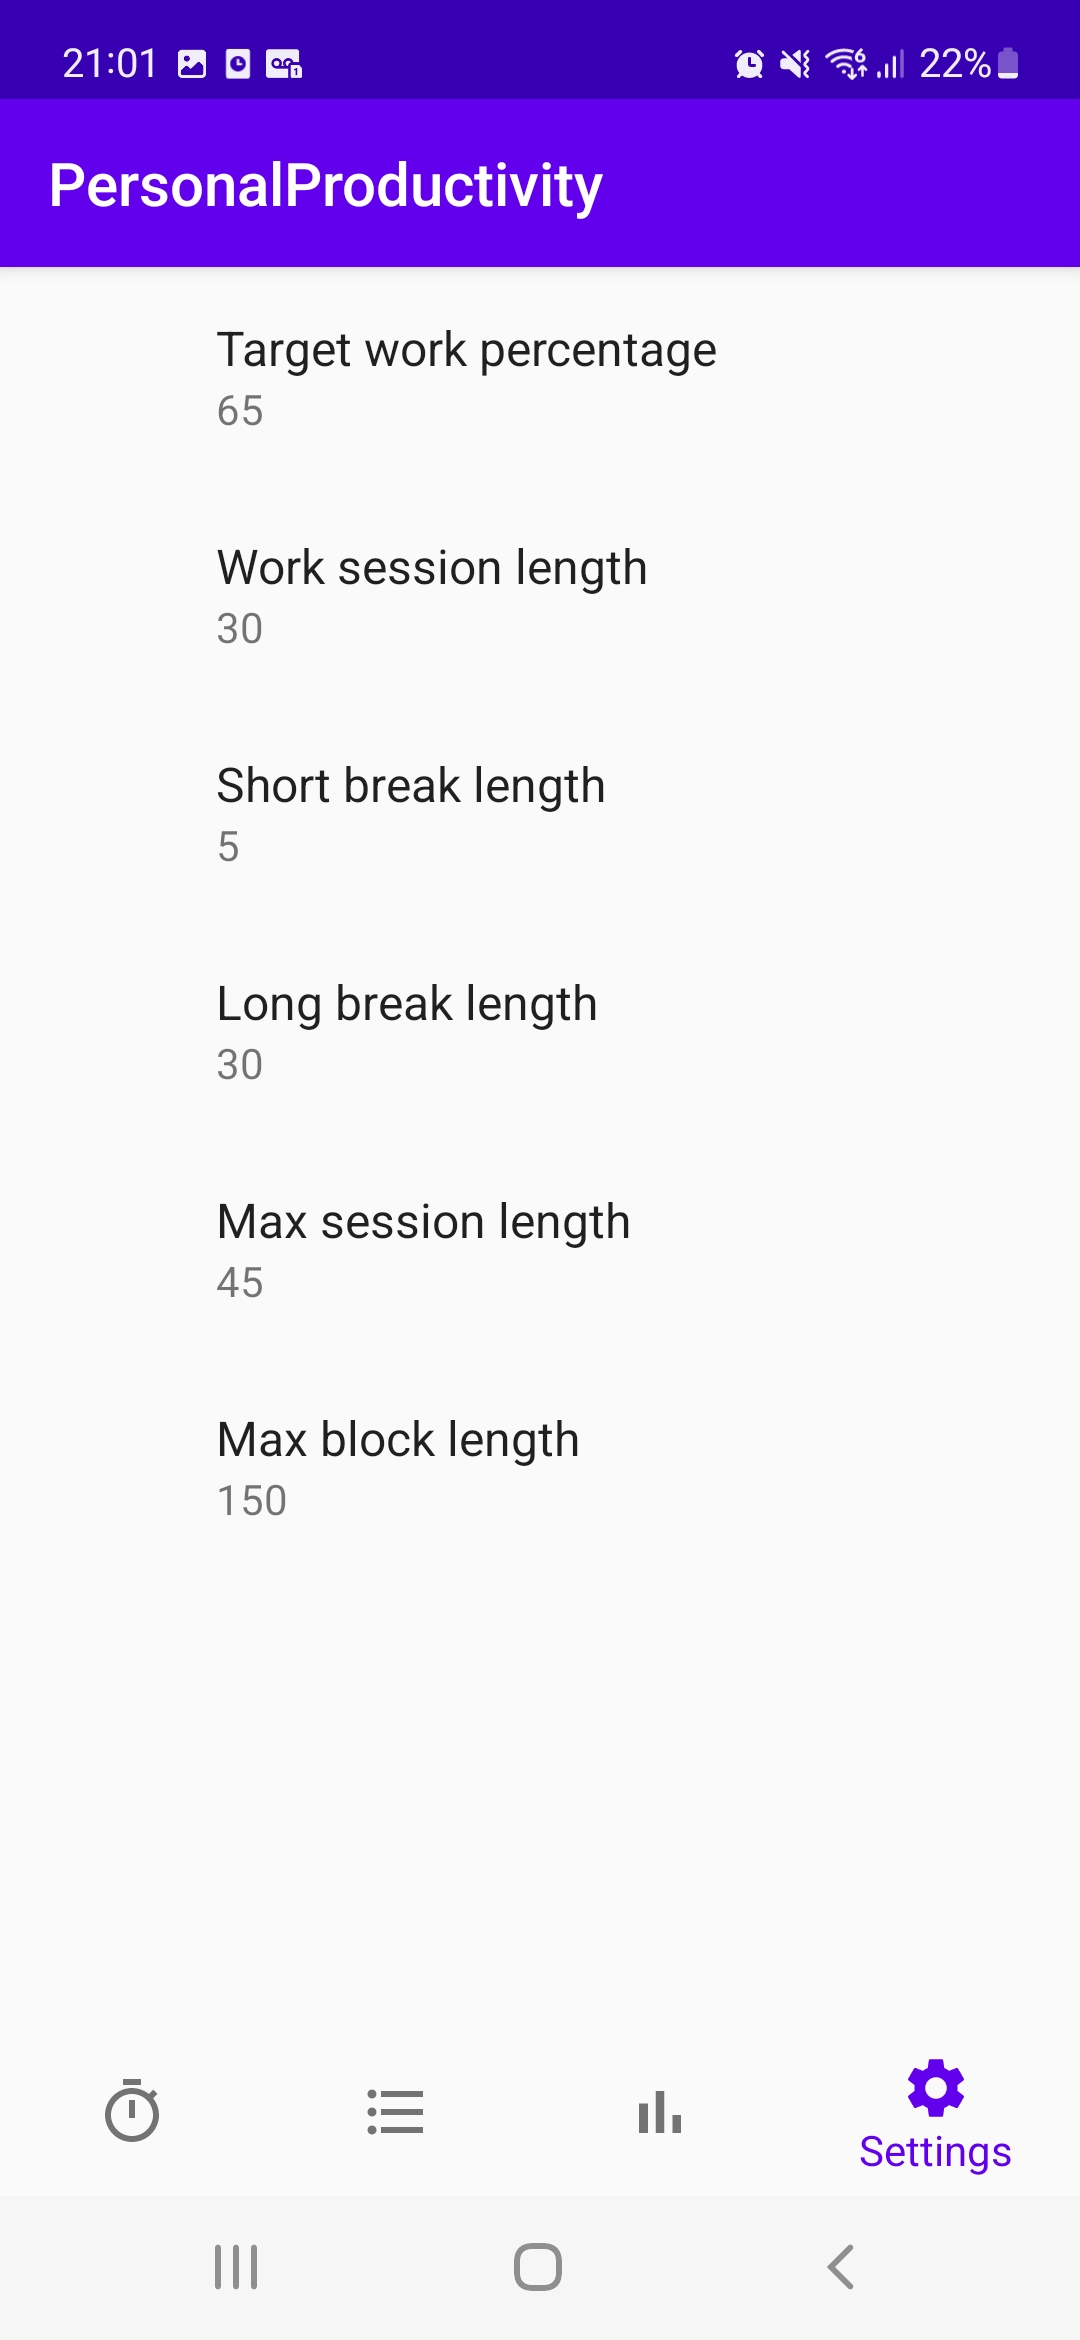 21:01 22%
PersonalProductivity
Target work percentage
65
Work session length
30
Short break length
5
Long break length
30
Max session length
45
Max block length
150
Settings